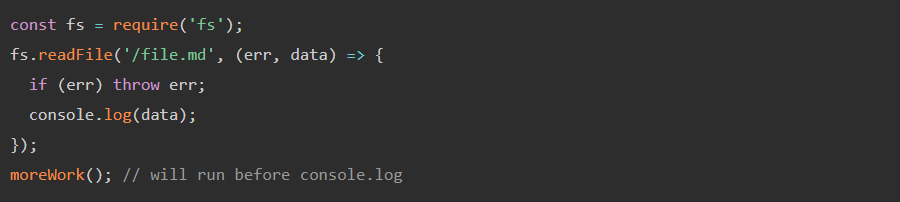 const fs = require('fs');
fs.readFile('/file.md', (err, data) => {
  if (err) throw err;
  console.log(data);
});
moreWork(); // will run before console.log